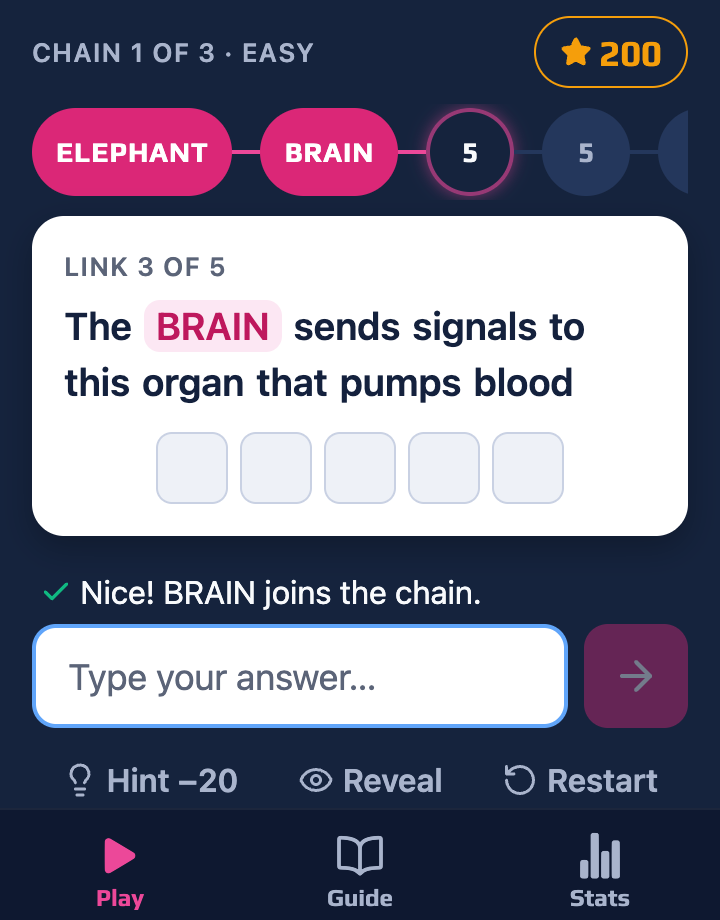 CHAIN 1 OF 3 · EASY
200
ELEPHANT
BRAIN
5
5
LINK 3 OF 5
The BRAIN sends signals to
this organ that pumps blood
Nice! BRAIN joins the chain.
Type your answer...
Hint −20
Reveal
Restart
Play
Guide
Stats